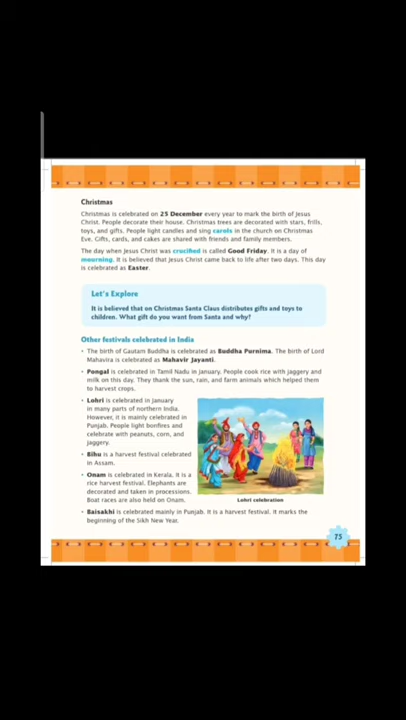 Christmas
Christmas is celebrated on 25 December every year to mark the birth of Jesus
Christ. People decorate their house. Christmas trees are decorated with stars, frills,
toys, and gifts. People light candles and sing carols in the church on Christmas
Eve. Gifts, cards, and cakes are shared with friends and family members.
The day when Jesus Christ was crucified is called Good Friday. It is a day of
mourning. It is believed that Jesus Christ came back to life after two days. This day
is celebrated as Easter.
Let's Explore
It is believed that on Christmas Santa Claus distributes gifts and toys to
children. What gift do you want from Santa and why?
Other festivals celebrated in India
• The birth of Gautam Buddha is celebrated as Buddha Purnima. The birth of Lord
Mahavira is celebrated as Mahavir Jayanti.
• Pongal is celebrated in Tamil Nadu in January. People cook rice with jaggery and
milk on this day. They thank the sun, rain, and farm animals which helped them
to harvest crops.
• Lohri is celebrated in January
in many parts of northern India.
However, it is mainly celebrated in
Punjab. People light bonfires and
celebrate with peanuts, corn, and
jaggery.
• Bihu is a harvest festival celebrated
in Assam.
• Onam is celebrated in Kerala. It is a
rice harvest festival. Elephants are
decorated and taken in processions.
Boat races are also held on Onam.
Lohri celebration
• Baisakhi is celebrated mainly in Punjab. It is a harvest festival. It marks the
beginning of the Sikh New Year.
75